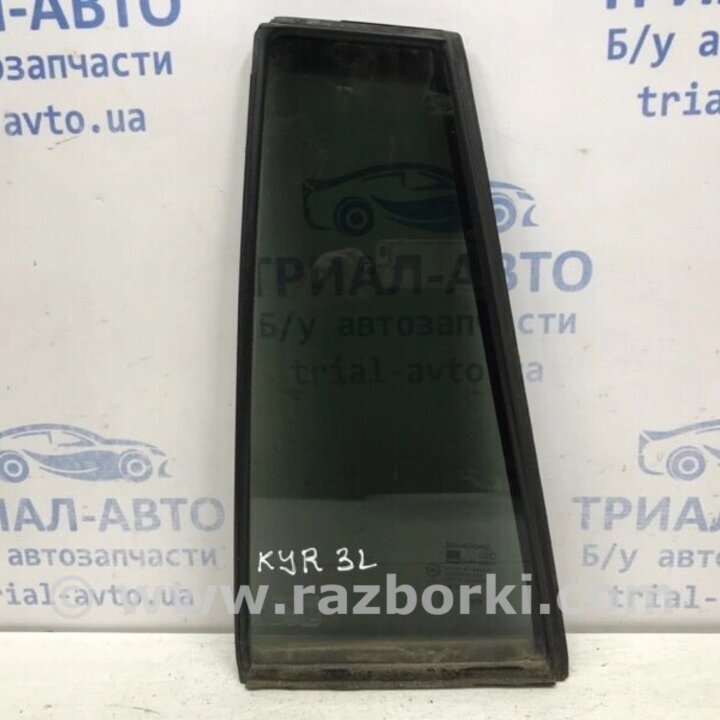 ТРИАЛ-АВТО
Б/у автозапчасти
trial-avto.ua
ТРИАЛ-АВТО
Б/у автозапчасти
trial-avto.ua
ТРИАЛ-АВТО
автозапчасти
trial-avto.ua
ТРИАЛ-АВТО
Б/у
trial
KYR 3L
© www.razborki.com